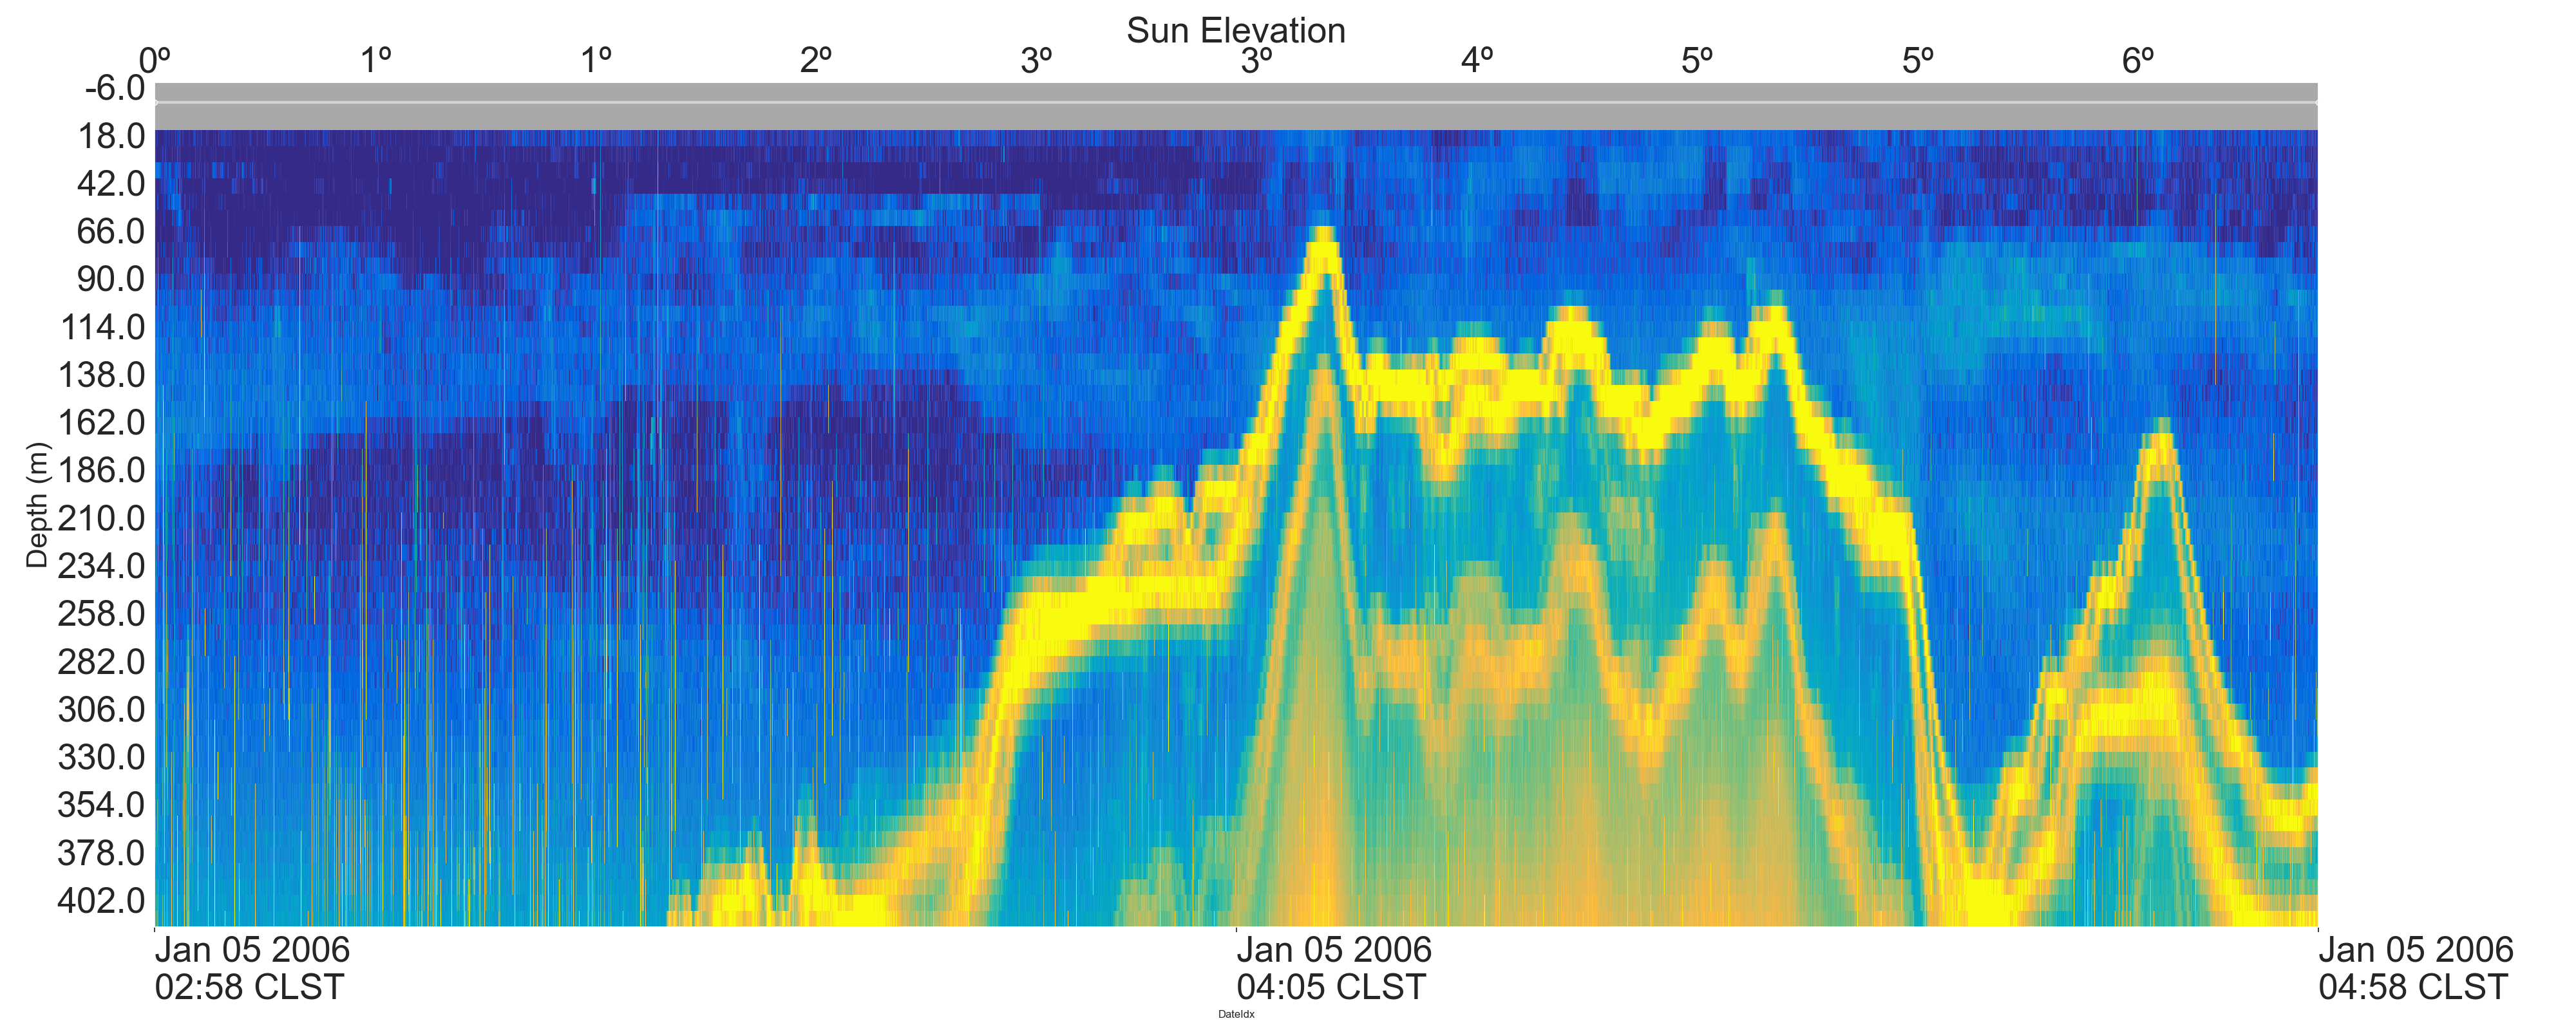 Sun Elevation
0º 1º 1º 2º 3º 3º 4º 5º 5º 6º
-6.0
18.0
42.0
66.0
90.0
114.0
138.0
162.0
186.0
210.0
234.0
258.0
282.0
306.0
330.0
354.0
378.0
402.0
Depth (m)
Jan 05 2006
02:58 CLST
Jan 05 2006
04:05 CLST
Jan 05 2006
04:58 CLST
DateIdx